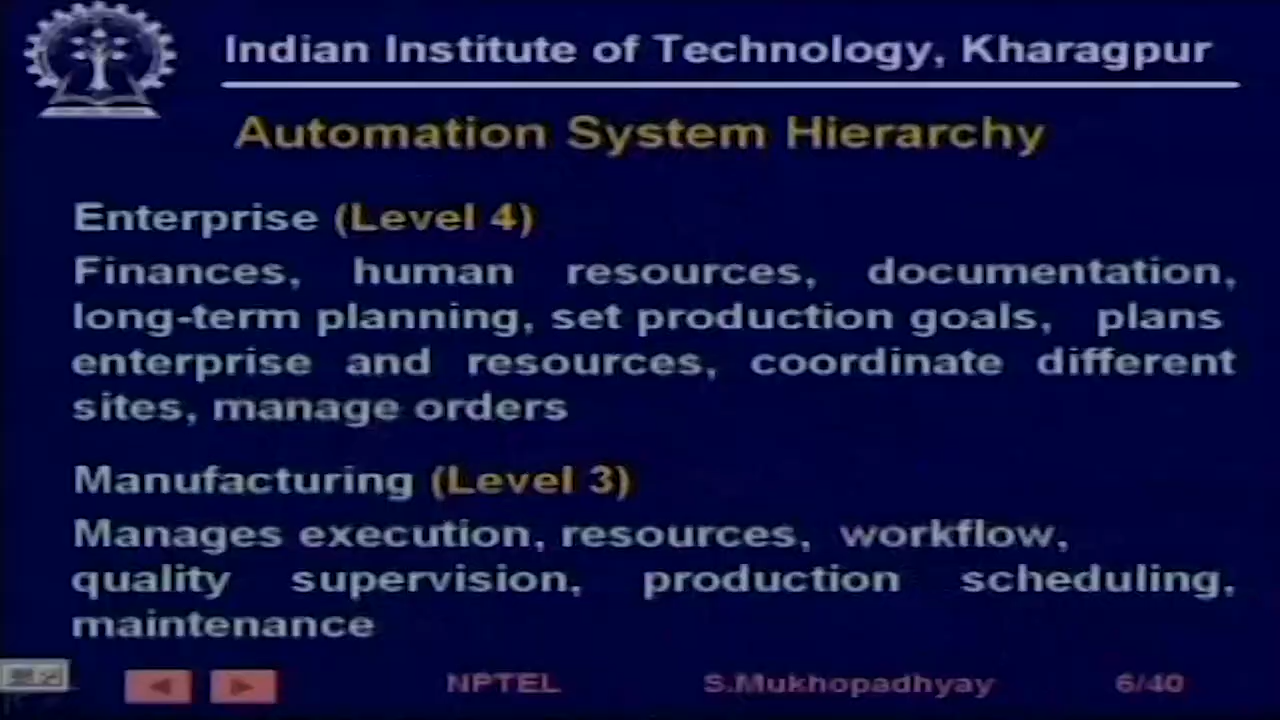 Indian Institute of Technology, Kharagpur
Automation System Hierarchy
Enterprise (Level 4)
Finances, human resources, documentation,
long-term planning, set production goals, plans
enterprise and resources, coordinate different
sites, manage orders
Manufacturing (Level 3)
Manages execution, resources, workflow,
quality supervision, production scheduling,
maintenance
NPTEL S.Mukhopadhyay 6/40